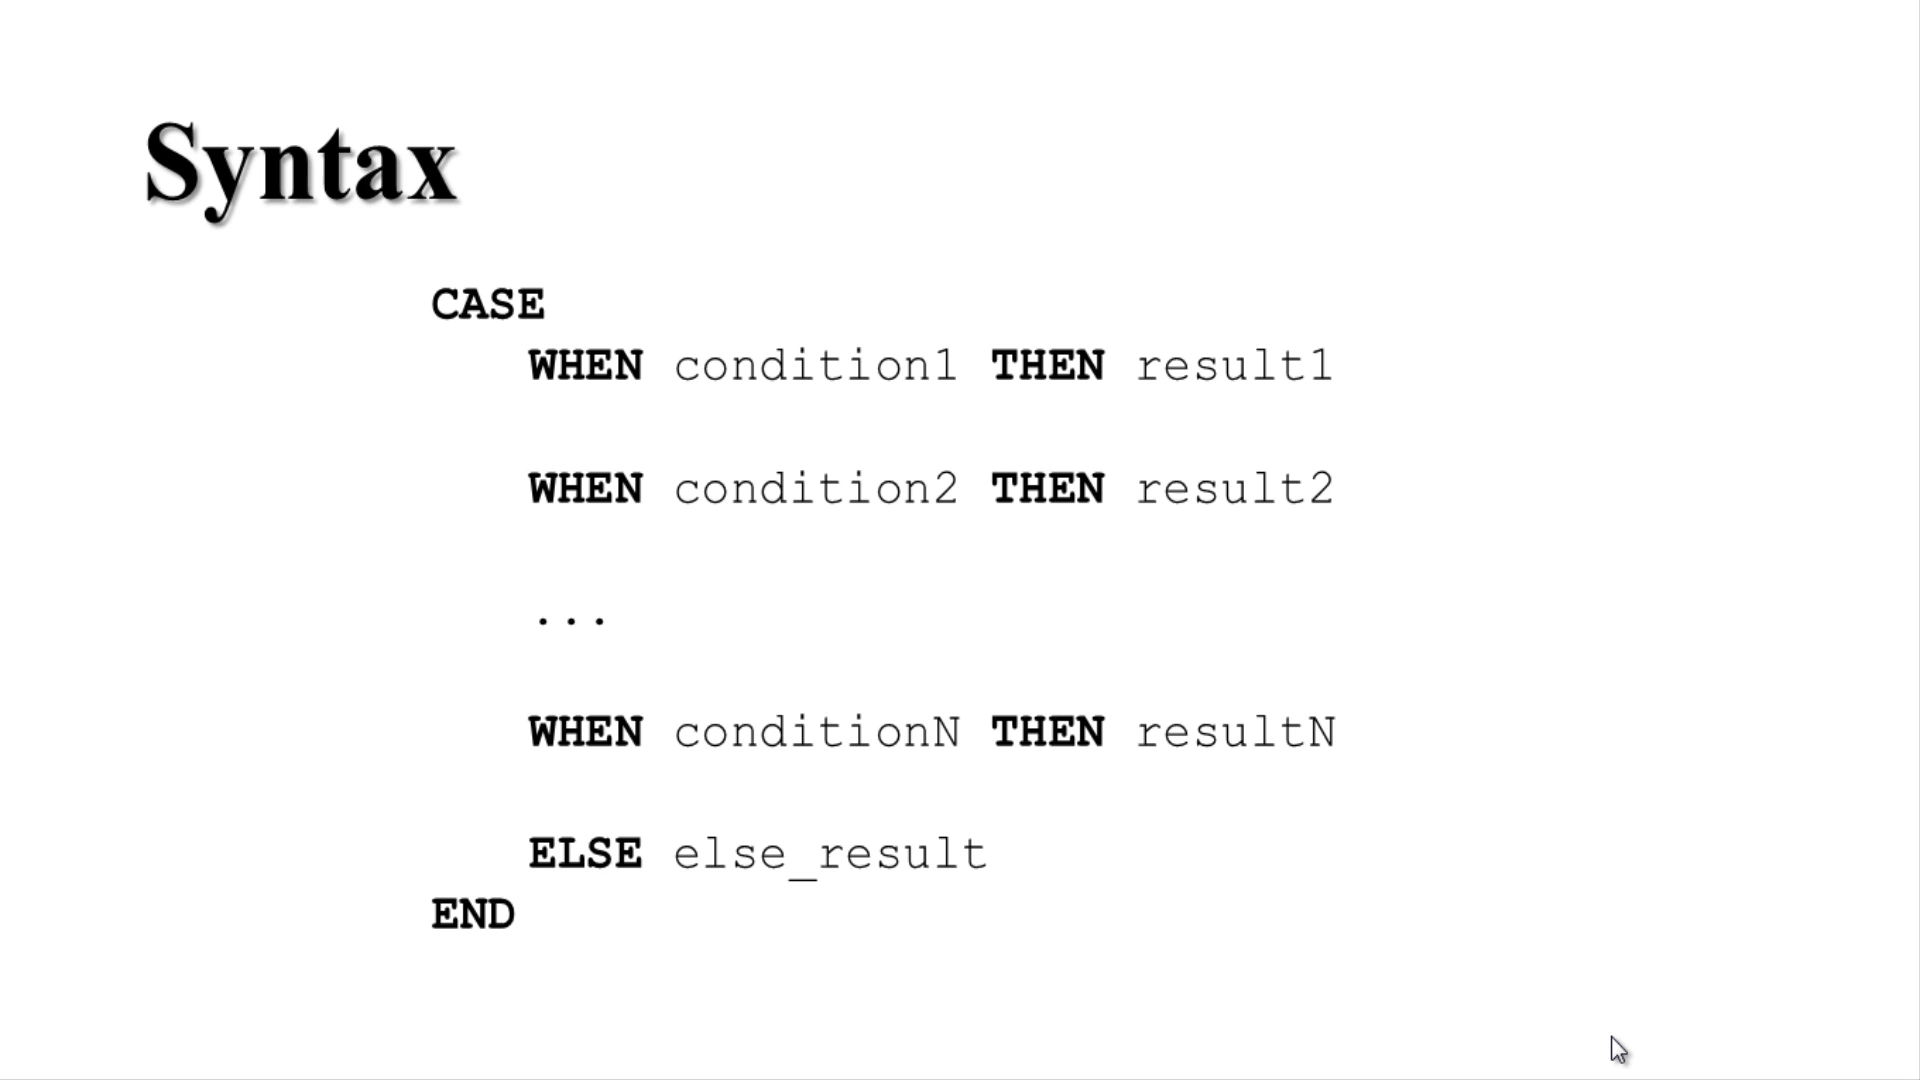 Syntax
CASE
WHEN condition1 THEN result1
WHEN condition2 THEN result2
...
WHEN conditionN THEN resultN
ELSE else_result
END